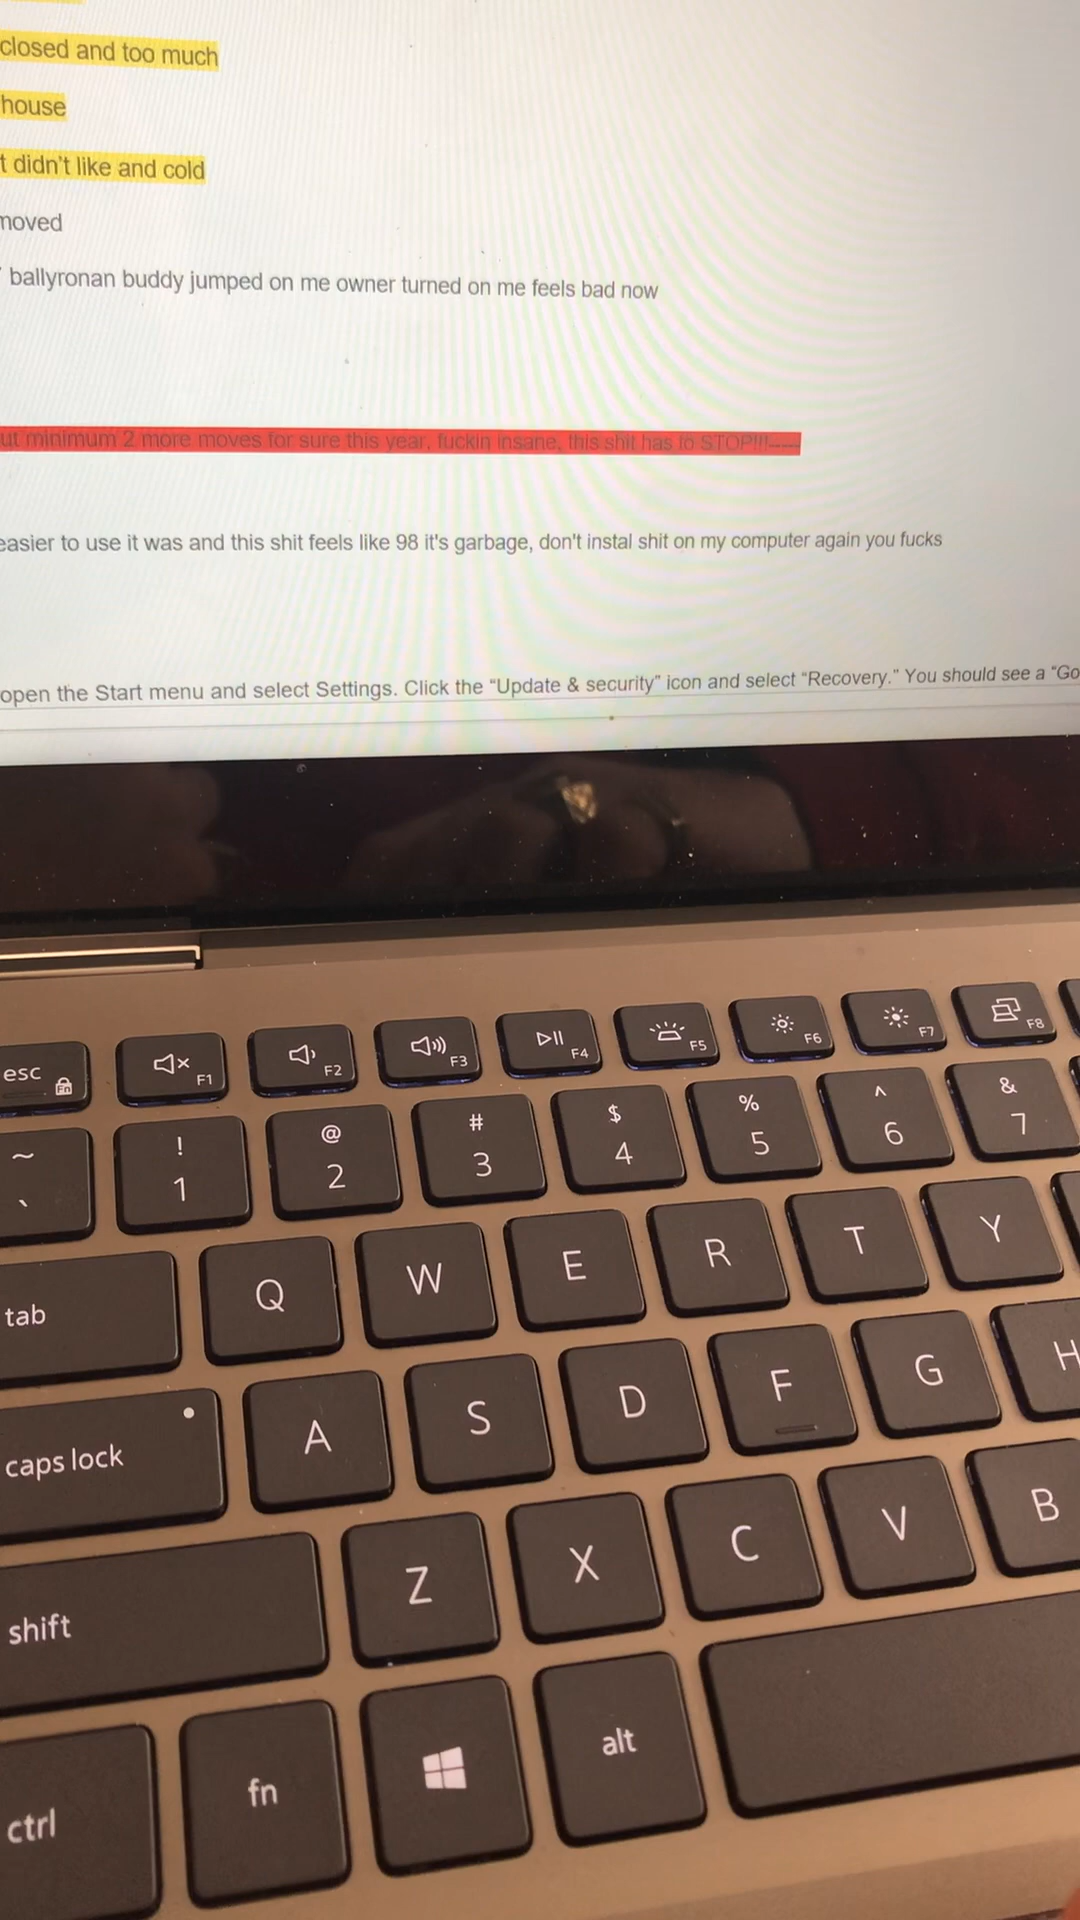 closed and too much
house
t didn't like and cold
moved
ballyronan buddy jumped on me owner turned on me feels bad now
ut minimum 2 more moves for sure this year, fuckin insane, this shit has to STOP!!!-----
easier to use it was and this shit feels like 98 it's garbage, don't instal shit on my computer again you fucks
open the Start menu and select Settings. Click the "Update & security" icon and select "Recovery." You should see a "Go
esc Fn F1 F2 F3 F4 F5 F6 F7 F8
~ ` ! 1 @ 2 # 3 $ 4 % 5 ^ 6 & 7
tab Q W E R T Y
caps lock A S D F G H
shift Z X C V B
ctrl fn alt